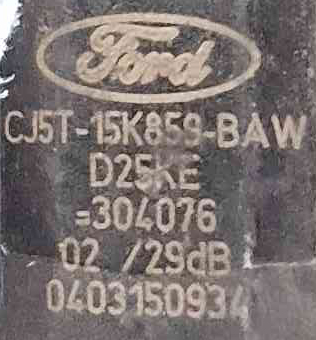 Ford
CJ5T-15K859-BAW
D25KE
=304076
02 /29dB
0403150934